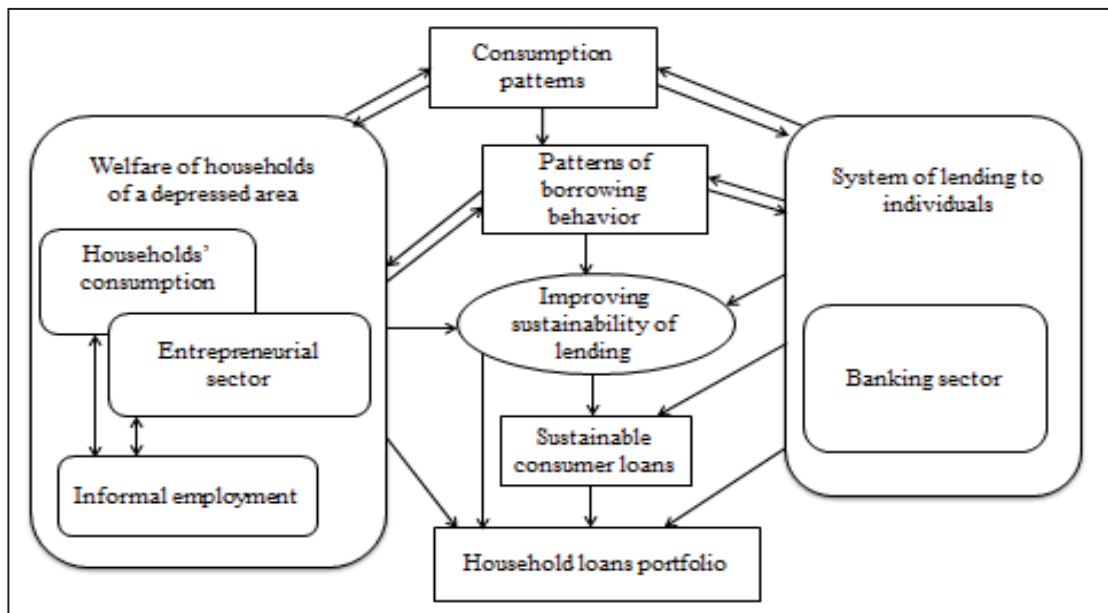 Consumption
patterns
Welfare of households
of a depressed area
Patterns of
borrowing
behavior
System of lending to
individuals
Households’
consumption
Improving
sustainability of
lending
Entrepreneurial
sector
Banking sector
Sustainable
consumer loans
Informal employment
Household loans portfolio